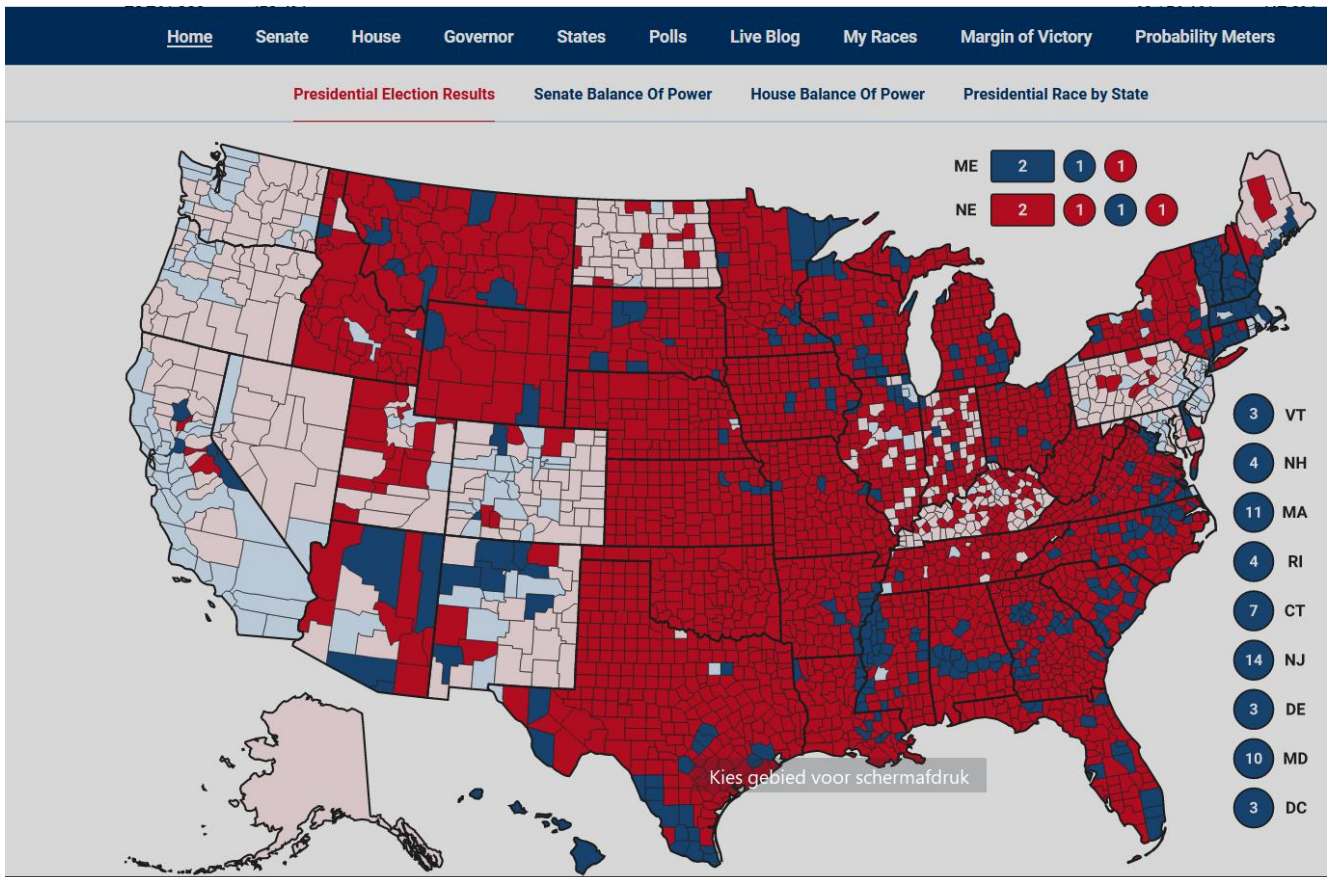 Home Senate House Governor States Polls Live Blog My Races Margin of Victory Probability Meters
Presidential Election Results Senate Balance Of Power House Balance Of Power Presidential Race by State
ME 2 1 1
NE 2 1 1 1
3 VT
4 NH
11 MA
4 RI
7 CT
14 NJ
3 DE
10 MD
3 DC
Kies gebied voor schermafdruk